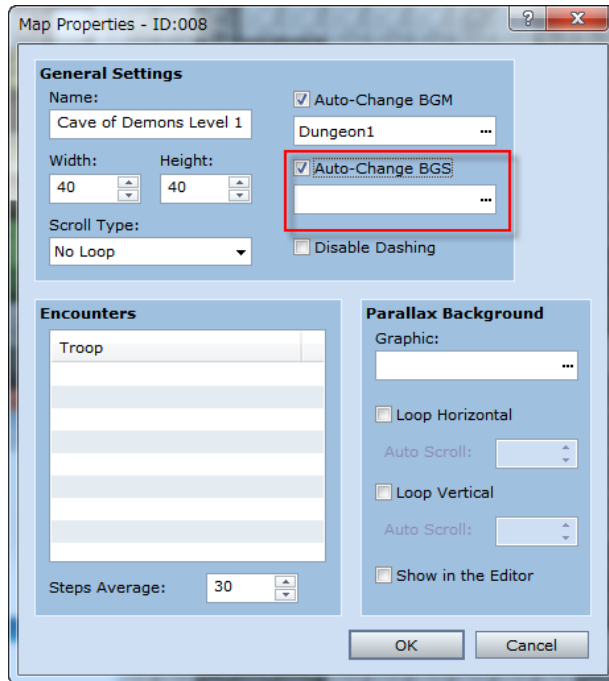 Map Properties - ID:008
General Settings
Name:
Cave of Demons Level 1
Width:
Height:
40
40
Scroll Type:
No Loop
Auto-Change BGM
Dungeon1
...
Auto-Change BGS
...
Disable Dashing
Encounters
Troop
Steps Average:
30
Parallax Background
Graphic:
...
Loop Horizontal
Auto Scroll:
Loop Vertical
Auto Scroll:
Show in the Editor
OK
Cancel